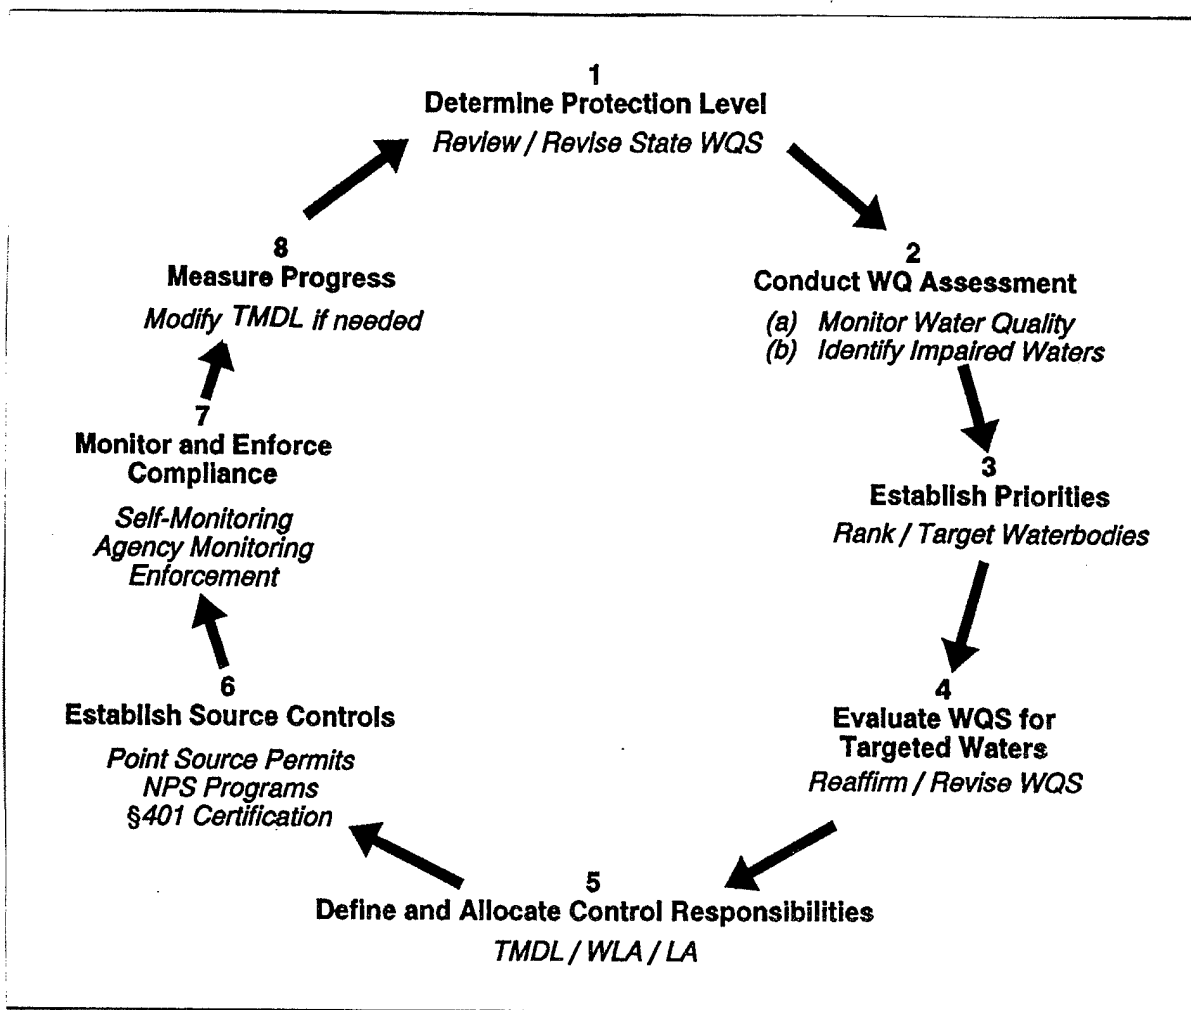 1
Determine Protection Level
Review / Revise State WQS
2
Conduct WQ Assessment
(a) Monitor Water Quality
(b) Identify Impaired Waters
3
Establish Priorities
Rank / Target Waterbodies
4
Evaluate WQS for
Targeted Waters
Reaffirm / Revise WQS
5
Define and Allocate Control Responsibilities
TMDL / WLA / LA
6
Establish Source Controls
Point Source Permits
NPS Programs
§401 Certification
7
Monitor and Enforce
Compliance
Self-Monitoring
Agency Monitoring
Enforcement
8
Measure Progress
Modify TMDL if needed